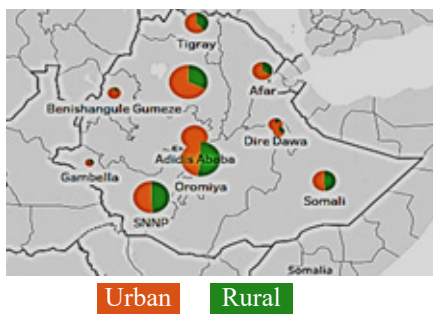 Tigray
Afar
Benishangule Gumeze
Dire Dawa
Addis Ababa
Gambella
Oromiya
Somali
SNNP
Somalia
Urban Rural